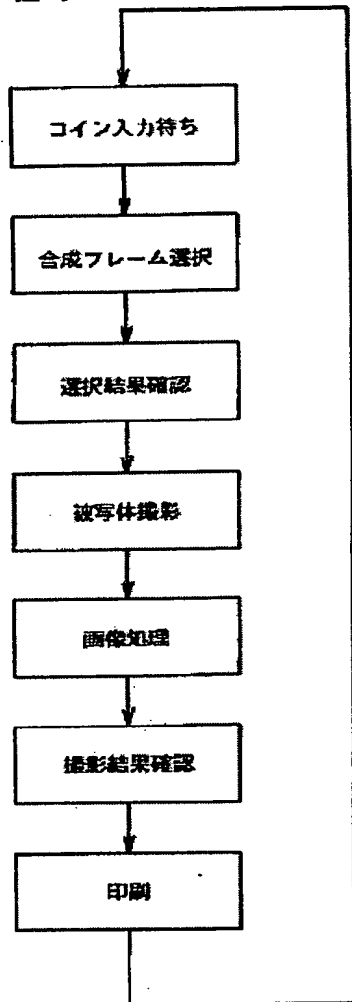 コイン入力待ち
合成フレーム選択
選択結果確認
被写体撮影
画像処理
撮影結果確認
印刷